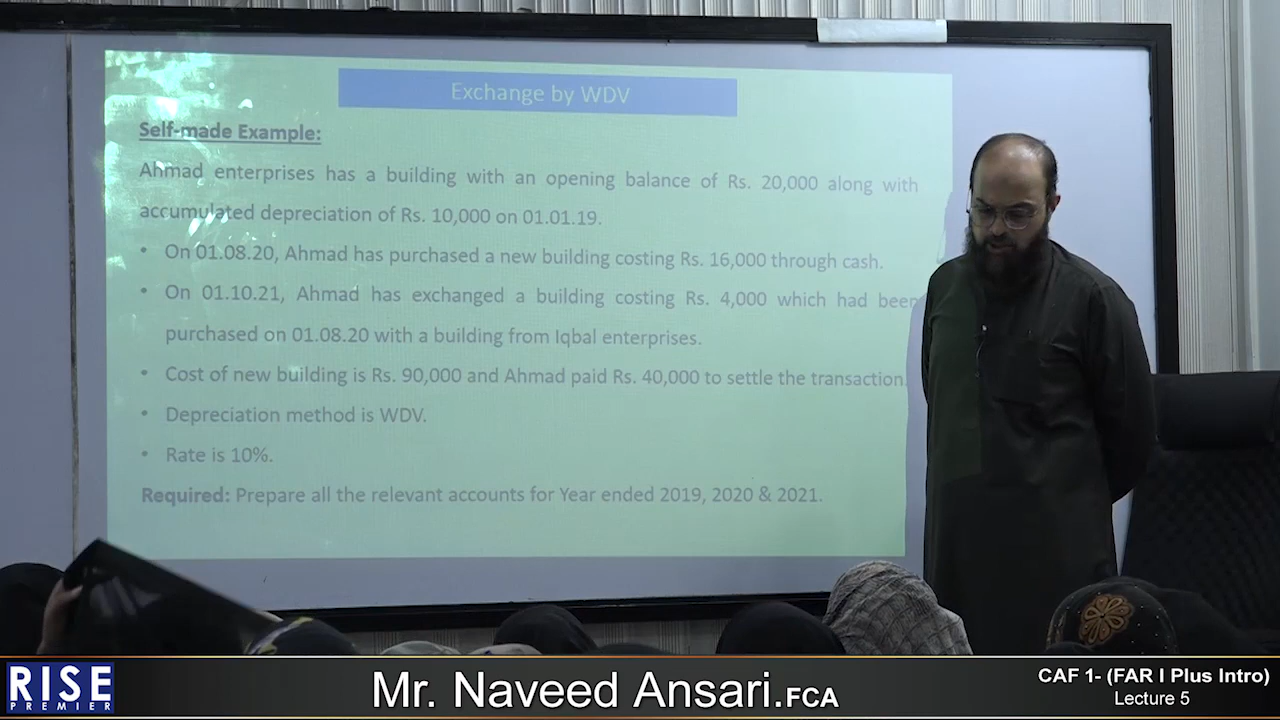 Exchange by WDV
Self-made Example:
Ahmad enterprises has a building with an opening balance of Rs. 20,000 along with
accumulated depreciation of Rs. 10,000 on 01.01.19.
• On 01.08.20, Ahmad has purchased a new building costing Rs. 16,000 through cash.
• On 01.10.21, Ahmad has exchanged a building costing Rs. 4,000 which had been
purchased on 01.08.20 with a building from Iqbal enterprises.
• Cost of new building is Rs. 90,000 and Ahmad paid Rs. 40,000 to settle the transaction.
• Depreciation method is WDV.
• Rate is 10%.
Required: Prepare all the relevant accounts for Year ended 2019, 2020 & 2021.
RISE
PREMIER
Mr. Naveed Ansari.FCA
CAF 1- (FAR I Plus Intro)
Lecture 5